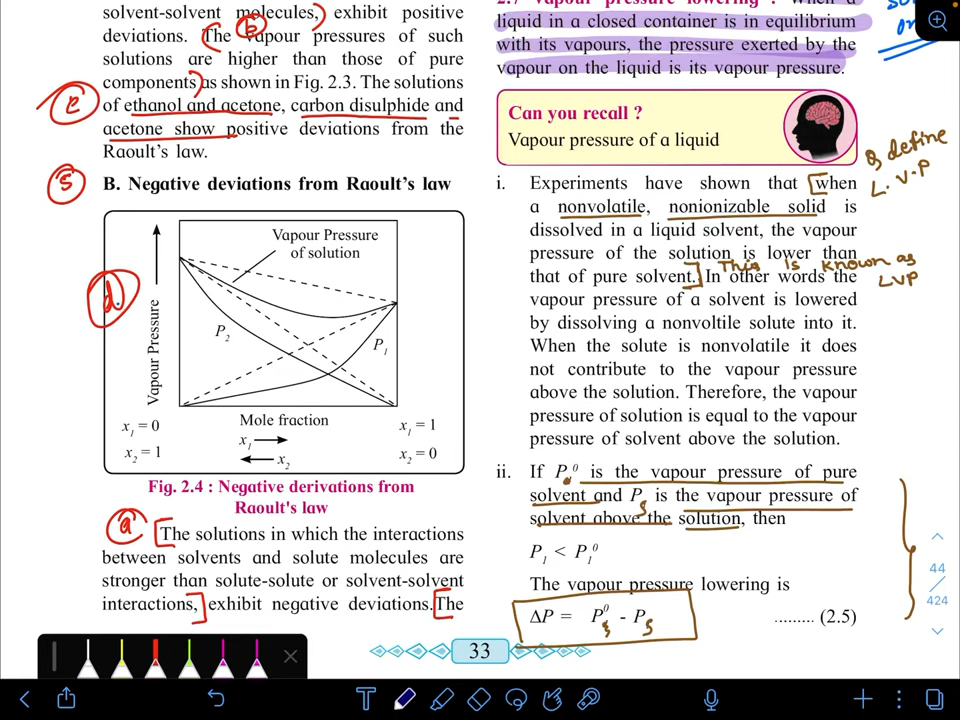 solvent-solvent molecules, exhibit positive
deviations. The vapour pressures of such
solutions are higher than those of pure
components as shown in Fig. 2.3. The solutions
of ethanol and acetone, carbon disulphide and
acetone show positive deviations from the
Raoult's law.
b
e
5
B. Negative deviations from Raoult's law
d.
Vapour Pressure
Vapour Pressure
of solution
P2
P1
Mole fraction
x1 = 0
x1
x1 = 1
x2 = 1
x2
x2 = 0
Fig. 2.4 : Negative derivations from
Raoult's law
a
[The solutions in which the interactions
between solvents and solute molecules are
stronger than solute-solute or solvent-solvent
interactions,] exhibit negative deviations. [The
2.7 Vapour pressure lowering : When a
liquid in a closed container is in equilibrium
with its vapours, the pressure exerted by the
vapour on the liquid is its vapour pressure.
or
Can you recall ?
Vapour pressure of a liquid
Q define
L. V.P
i. Experiments have shown that [when
a nonvolatile, nonionizable solid is
dissolved in a liquid solvent, the vapour
pressure of the solution is lower than
that of pure solvent.] In other words the
This is known as
LVP
vapour pressure of a solvent is lowered
by dissolving a nonvoltile solute into it.
When the solute is nonvolatile it does
not contribute to the vapour pressure
above the solution. Therefore, the vapour
pressure of solution is equal to the vapour
pressure of solvent above the solution.
ii. If P⁰ is the vapour pressure of pure
solvent and P is the vapour pressure of
solvent above the solution, then
P1 < P1⁰
The vapour pressure lowering is
ΔP = P⁰ - P ......... (2.5)
33
44
424
T